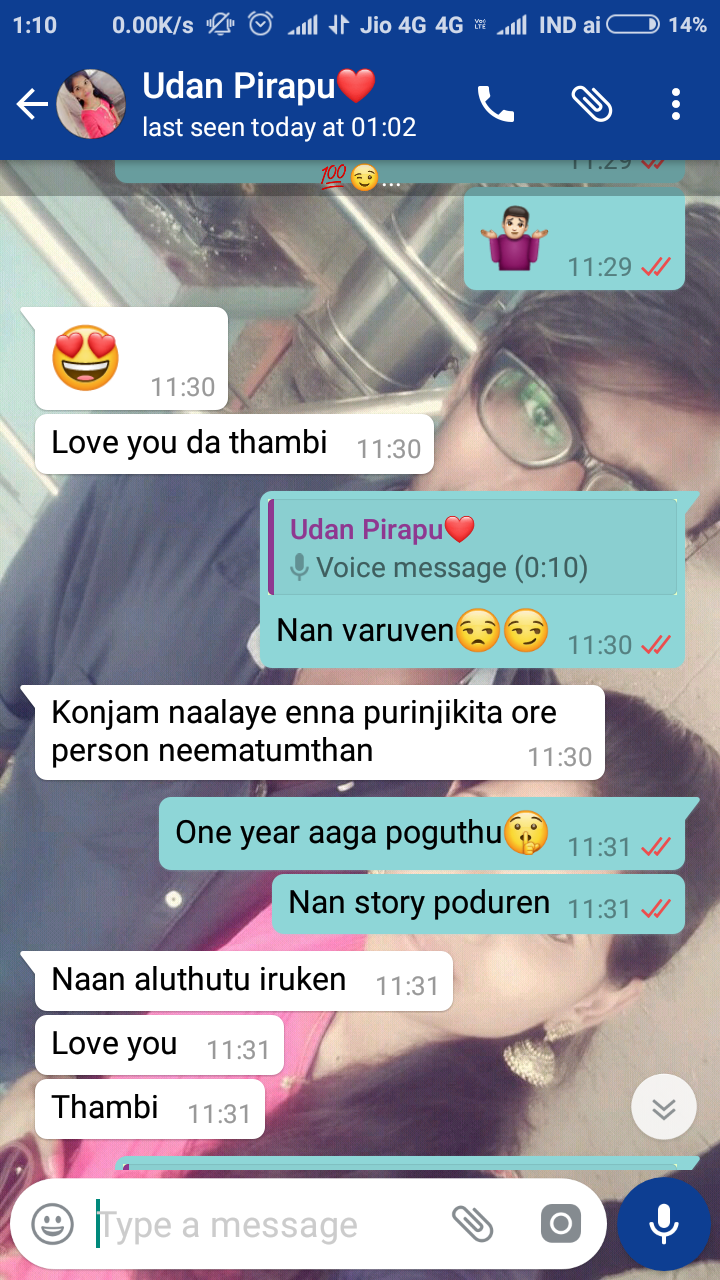 1:10 0.00K/s Jio 4G 4G VoLTE IND ai 14%
Udan Pirapu❤️
last seen today at 01:02
11:29
💯😉...
11:29
😍 11:30
Love you da thambi 11:30
Udan Pirapu❤️
Voice message (0:10)
Nan varuven😒😏 11:30
Konjam naalaye enna purinjikita ore
person neematumthan 11:30
One year aaga poguthu🤫 11:31
Nan story poduren 11:31
Naan aluthutu iruken 11:31
Love you 11:31
Thambi 11:31
Type a message